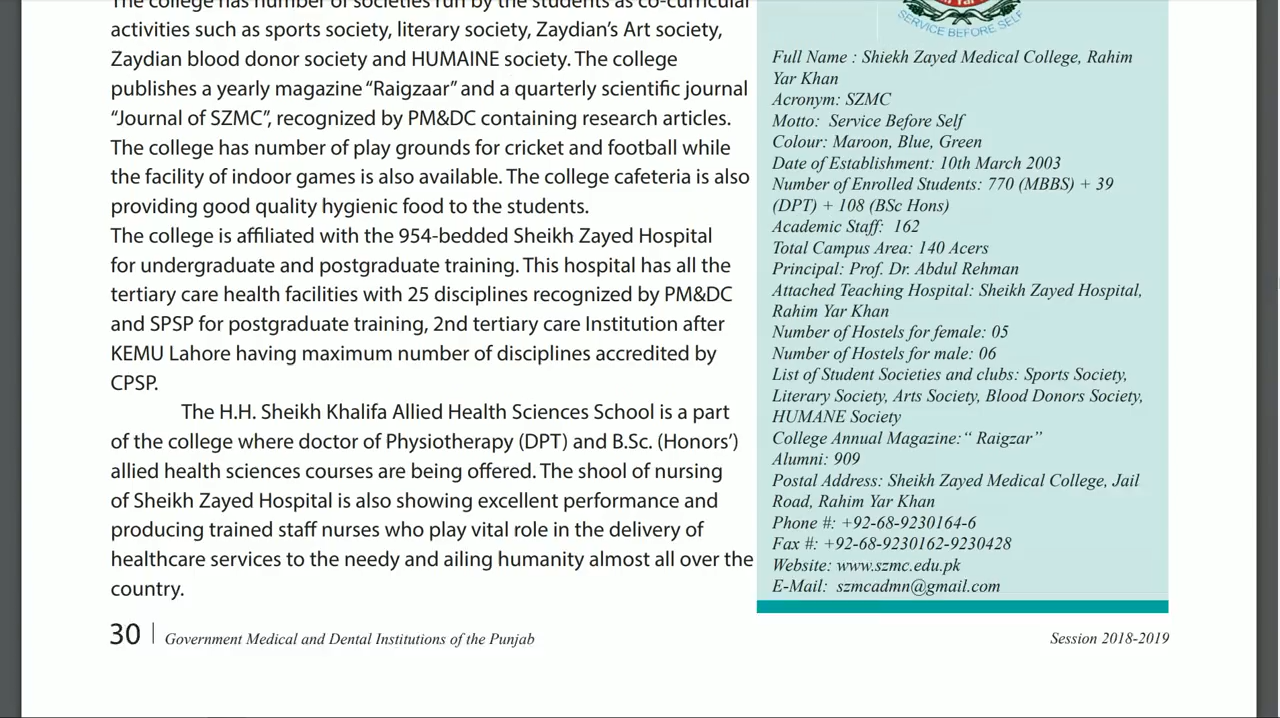 The college has number of societies run by the students as co-curricular
activities such as sports society, literary society, Zaydian's Art society,
Zaydian blood donor society and HUMAINE society. The college
publishes a yearly magazine “Raigzaar” and a quarterly scientific journal
“Journal of SZMC”, recognized by PM&DC containing research articles.
The college has number of play grounds for cricket and football while
the facility of indoor games is also available. The college cafeteria is also
providing good quality hygienic food to the students.
The college is affiliated with the 954-bedded Sheikh Zayed Hospital
for undergraduate and postgraduate training. This hospital has all the
tertiary care health facilities with 25 disciplines recognized by PM&DC
and SPSP for postgraduate training, 2nd tertiary care Institution after
KEMU Lahore having maximum number of disciplines accredited by
CPSP.
The H.H. Sheikh Khalifa Allied Health Sciences School is a part
of the college where doctor of Physiotherapy (DPT) and B.Sc. (Honors’)
allied health sciences courses are being offered. The shool of nursing
of Sheikh Zayed Hospital is also showing excellent performance and
producing trained staff nurses who play vital role in the delivery of
healthcare services to the needy and ailing humanity almost all over the
country.
SERVICE BEFORE SELF
Full Name : Shiekh Zayed Medical College, Rahim
Yar Khan
Acronym: SZMC
Motto: Service Before Self
Colour: Maroon, Blue, Green
Date of Establishment: 10th March 2003
Number of Enrolled Students: 770 (MBBS) + 39
(DPT) + 108 (BSc Hons)
Academic Staff: 162
Total Campus Area: 140 Acers
Principal: Prof. Dr. Abdul Rehman
Attached Teaching Hospital: Sheikh Zayed Hospital,
Rahim Yar Khan
Number of Hostels for female: 05
Number of Hostels for male: 06
List of Student Societies and clubs: Sports Society,
Literary Society, Arts Society, Blood Donors Society,
HUMANE Society
College Annual Magazine:“ Raigzar”
Alumni: 909
Postal Address: Sheikh Zayed Medical College, Jail
Road, Rahim Yar Khan
Phone #: +92-68-9230164-6
Fax #: +92-68-9230162-9230428
Website: www.szmc.edu.pk
E-Mail: szmcadmn@gmail.com
30 Government Medical and Dental Institutions of the Punjab
Session 2018-2019